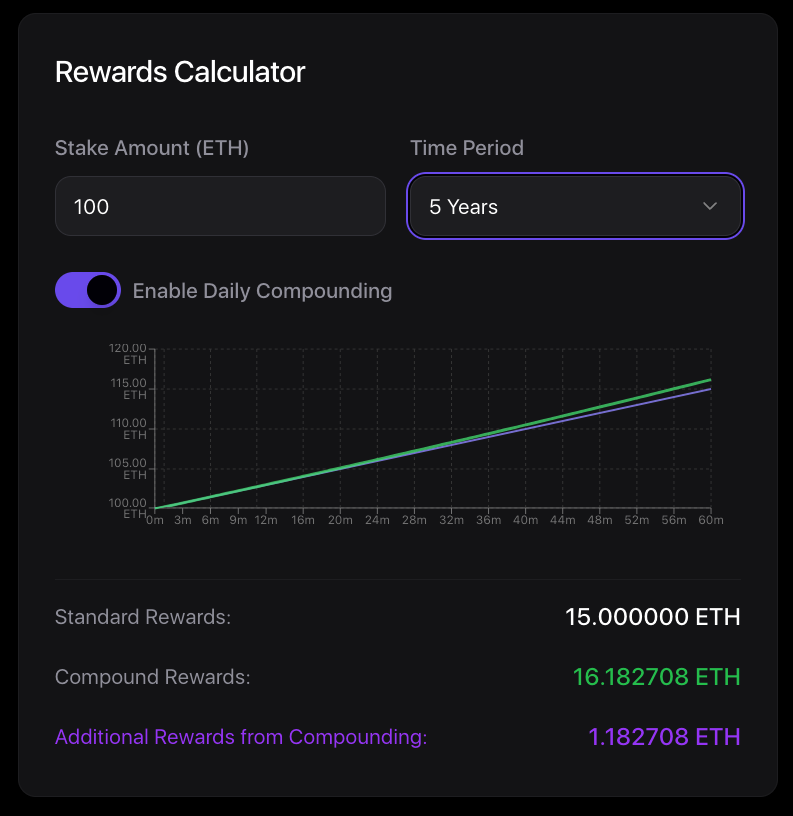 Rewards Calculator
Stake Amount (ETH)
Time Period
100
5 Years
Enable Daily Compounding
120.00
ETH
115.00
ETH
110.00
ETH
105.00
ETH
100.00
ETH
0m 3m 6m 9m 12m 16m 20m 24m 28m 32m 36m 40m 44m 48m 52m 56m 60m
Standard Rewards: 15.000000 ETH
Compound Rewards: 16.182708 ETH
Additional Rewards from Compounding: 1.182708 ETH